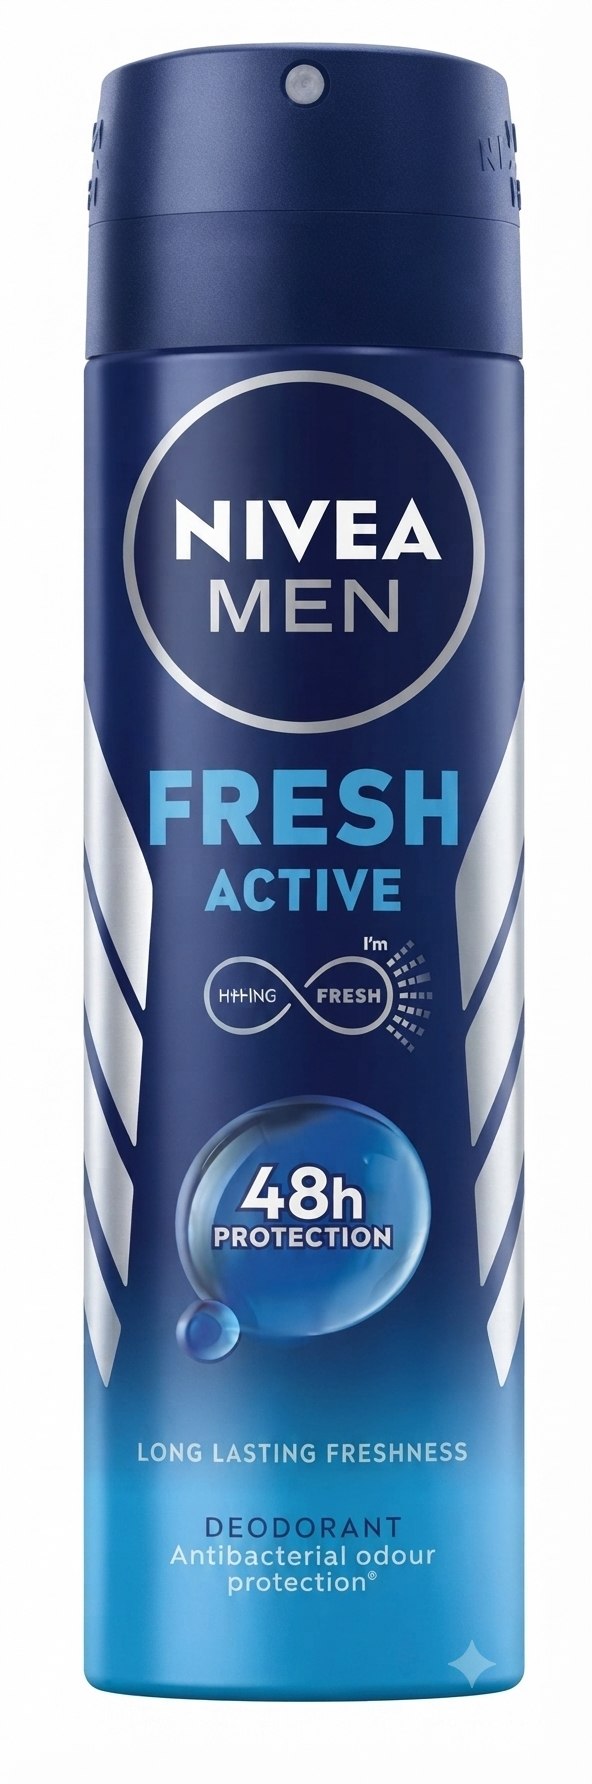 NIVEA
MEN
FRESH
ACTIVE
I'm
FRESH
48h
PROTECTION
LONG LASTING FRESHNESS
DEODORANT
Antibacterial odour
protection®